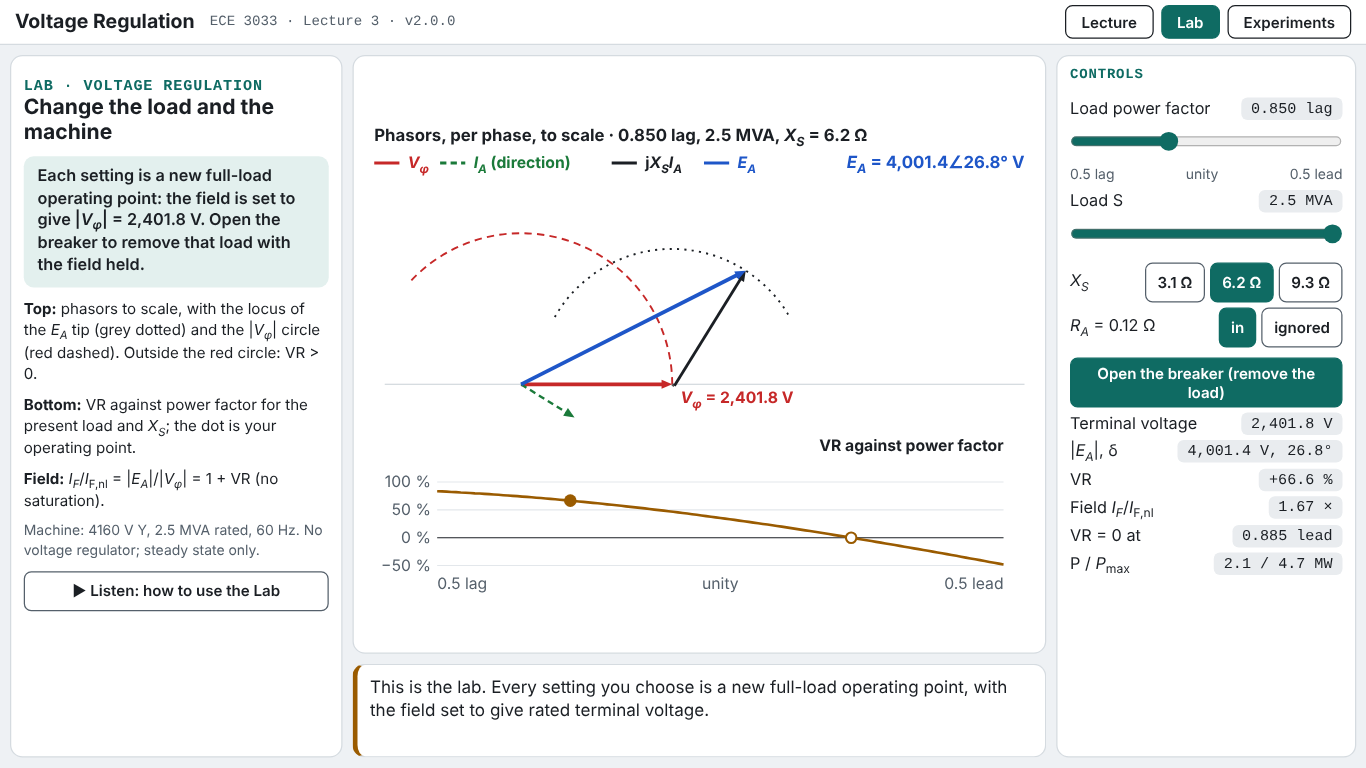 Voltage Regulation
ECE 3033 · Lecture 3 · v2.0.0
Lecture
Lab
Experiments
LAB · VOLTAGE REGULATION
Change the load and the
machine
Each setting is a new full-load
operating point: the field is set to
give |Vφ| = 2,401.8 V. Open the
breaker to remove that load with
the field held.
Top: phasors to scale, with the locus of
the EA tip (grey dotted) and the |Vφ| circle
(red dashed). Outside the red circle: VR >
0.
Bottom: VR against power factor for the
present load and XS; the dot is your
operating point.
Field: IF/IF,nl = |EA|/|Vφ| = 1 + VR (no
saturation).
Machine: 4160 V Y, 2.5 MVA rated, 60 Hz. No
voltage regulator; steady state only.
▶ Listen: how to use the Lab
Phasors, per phase, to scale · 0.850 lag, 2.5 MVA, XS = 6.2 Ω
Vφ
IA (direction)
jXSIA
EA
EA = 4,001.4∠26.8° V
Vφ = 2,401.8 V
VR against power factor
100 %
50 %
0 %
−50 %
0.5 lag
unity
0.5 lead
This is the lab. Every setting you choose is a new full-load operating point, with
the field set to give rated terminal voltage.
CONTROLS
Load power factor
0.850 lag
0.5 lag
unity
0.5 lead
Load S
2.5 MVA
XS
3.1 Ω
6.2 Ω
9.3 Ω
RA = 0.12 Ω
in
ignored
Open the breaker (remove the
load)
Terminal voltage
2,401.8 V
|EA|, δ
4,001.4 V, 26.8°
VR
+66.6 %
Field IF/IF,nl
1.67 ×
VR = 0 at
0.885 lead
P / Pmax
2.1 / 4.7 MW